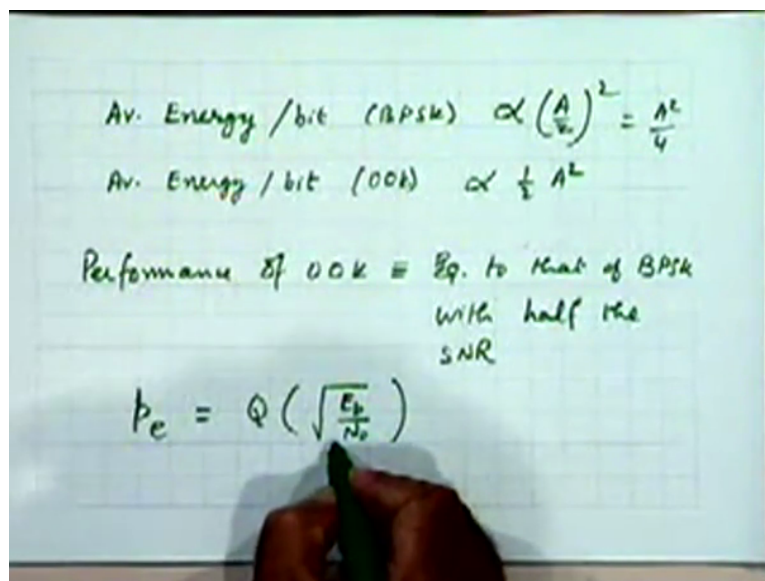 Av. Energy / bit (BPSK) ∝ (A/2)² = A²/4
Av. Energy / bit (OOK) ∝ 1/2 A²
Performance of OOK ≡ Eq. to that of BPSK
with half the
SNR
pe = Q(√(Eb/N₀))